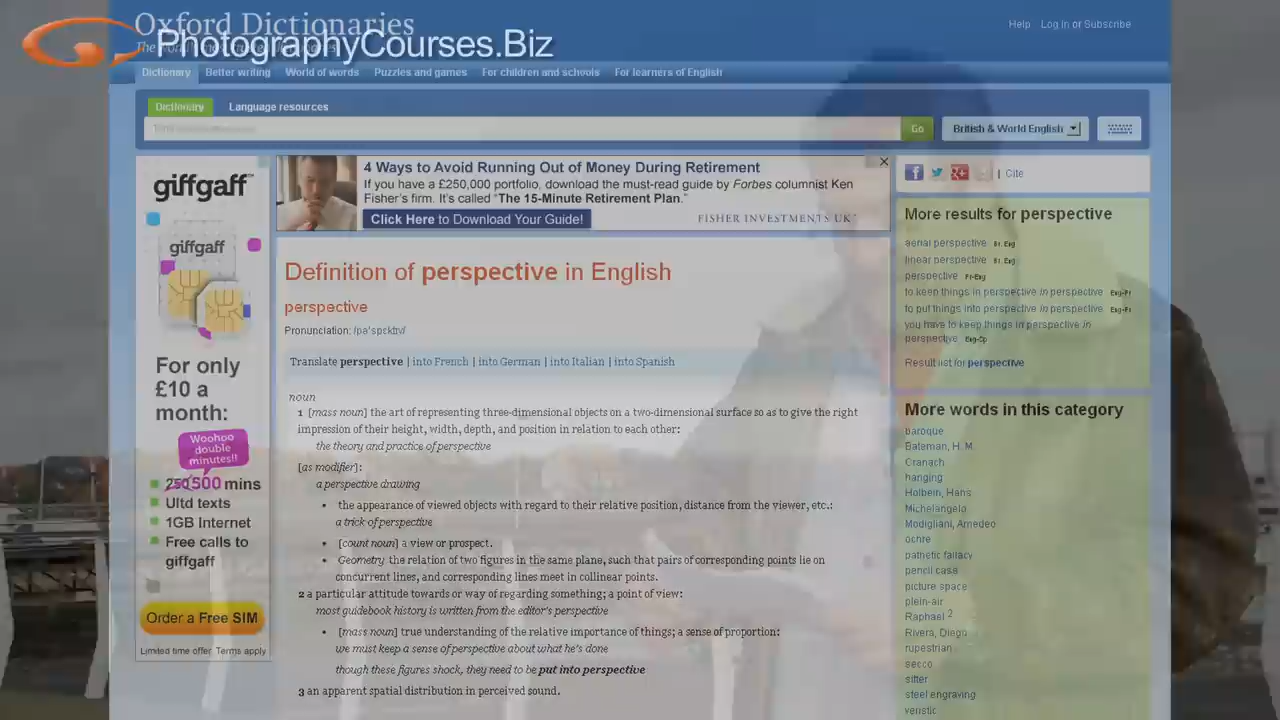 Oxford Dictionaries
PhotographyCourses.Biz
Help Log in or Subscribe
Dictionary Better writing World of words Puzzles and games For children and schools For learners of English
Dictionary Language resources
Go British & World English
giffgaff
giffgaff
For only
£10 a
month:
Woohoo
double
minutes!!
250 500 mins
Ultd texts
1GB Internet
Free calls to
giffgaff
Order a Free SIM
Limited time offer Terms apply
4 Ways to Avoid Running Out of Money During Retirement
If you have a £250,000 portfolio, download the must-read guide by Forbes columnist Ken
Fisher's firm. It's called "The 15-Minute Retirement Plan."
Click Here to Download Your Guide!
FISHER INVESTMENTS UK
Definition of perspective in English
perspective
Pronunciation:
Translate perspective | into French | into German | into Italian | into Spanish
noun
1 [mass noun] the art of representing three-dimensional objects on a two-dimensional surface so as to give the right
impression of their height, width, depth, and position in relation to each other:
the theory and practice of perspective
[as modifier]:
a perspective drawing
• the appearance of viewed objects with regard to their relative position, distance from the viewer, etc.:
a trick of perspective
• [count noun] a view or prospect.
• Geometry the relation of two figures in the same plane, such that pairs of corresponding points lie on
concurrent lines, and corresponding lines meet in collinear points.
2 a particular attitude towards or way of regarding something; a point of view:
most guidebook history is written from the editor's perspective
• [mass noun] true understanding of the relative importance of things; a sense of proportion:
we must keep a sense of perspective about what he's done
though these figures shock, they need to be put into perspective
3 an apparent spatial distribution in perceived sound.
| Cite
More results for perspective
aerial perspective Fr-Eng
linear perspective Fr-Eng
perspective Fr-Eng
to keep things in perspective in perspective Eng-Fr
to put things into perspective in perspective Eng-Fr
you have to keep things in perspective in
perspective Eng-Sp
Result list for perspective
More words in this category
baroque
Bateman, H. M.
Cranach
hanging
Holbein, Hans
Michelangelo
Modigliani, Amedeo
ochre
pathetic fallacy
pencil case
picture space
plein-air
Raphael 2
Rivera, Diego
rupestrian
secco
sitter
steel engraving
veristic